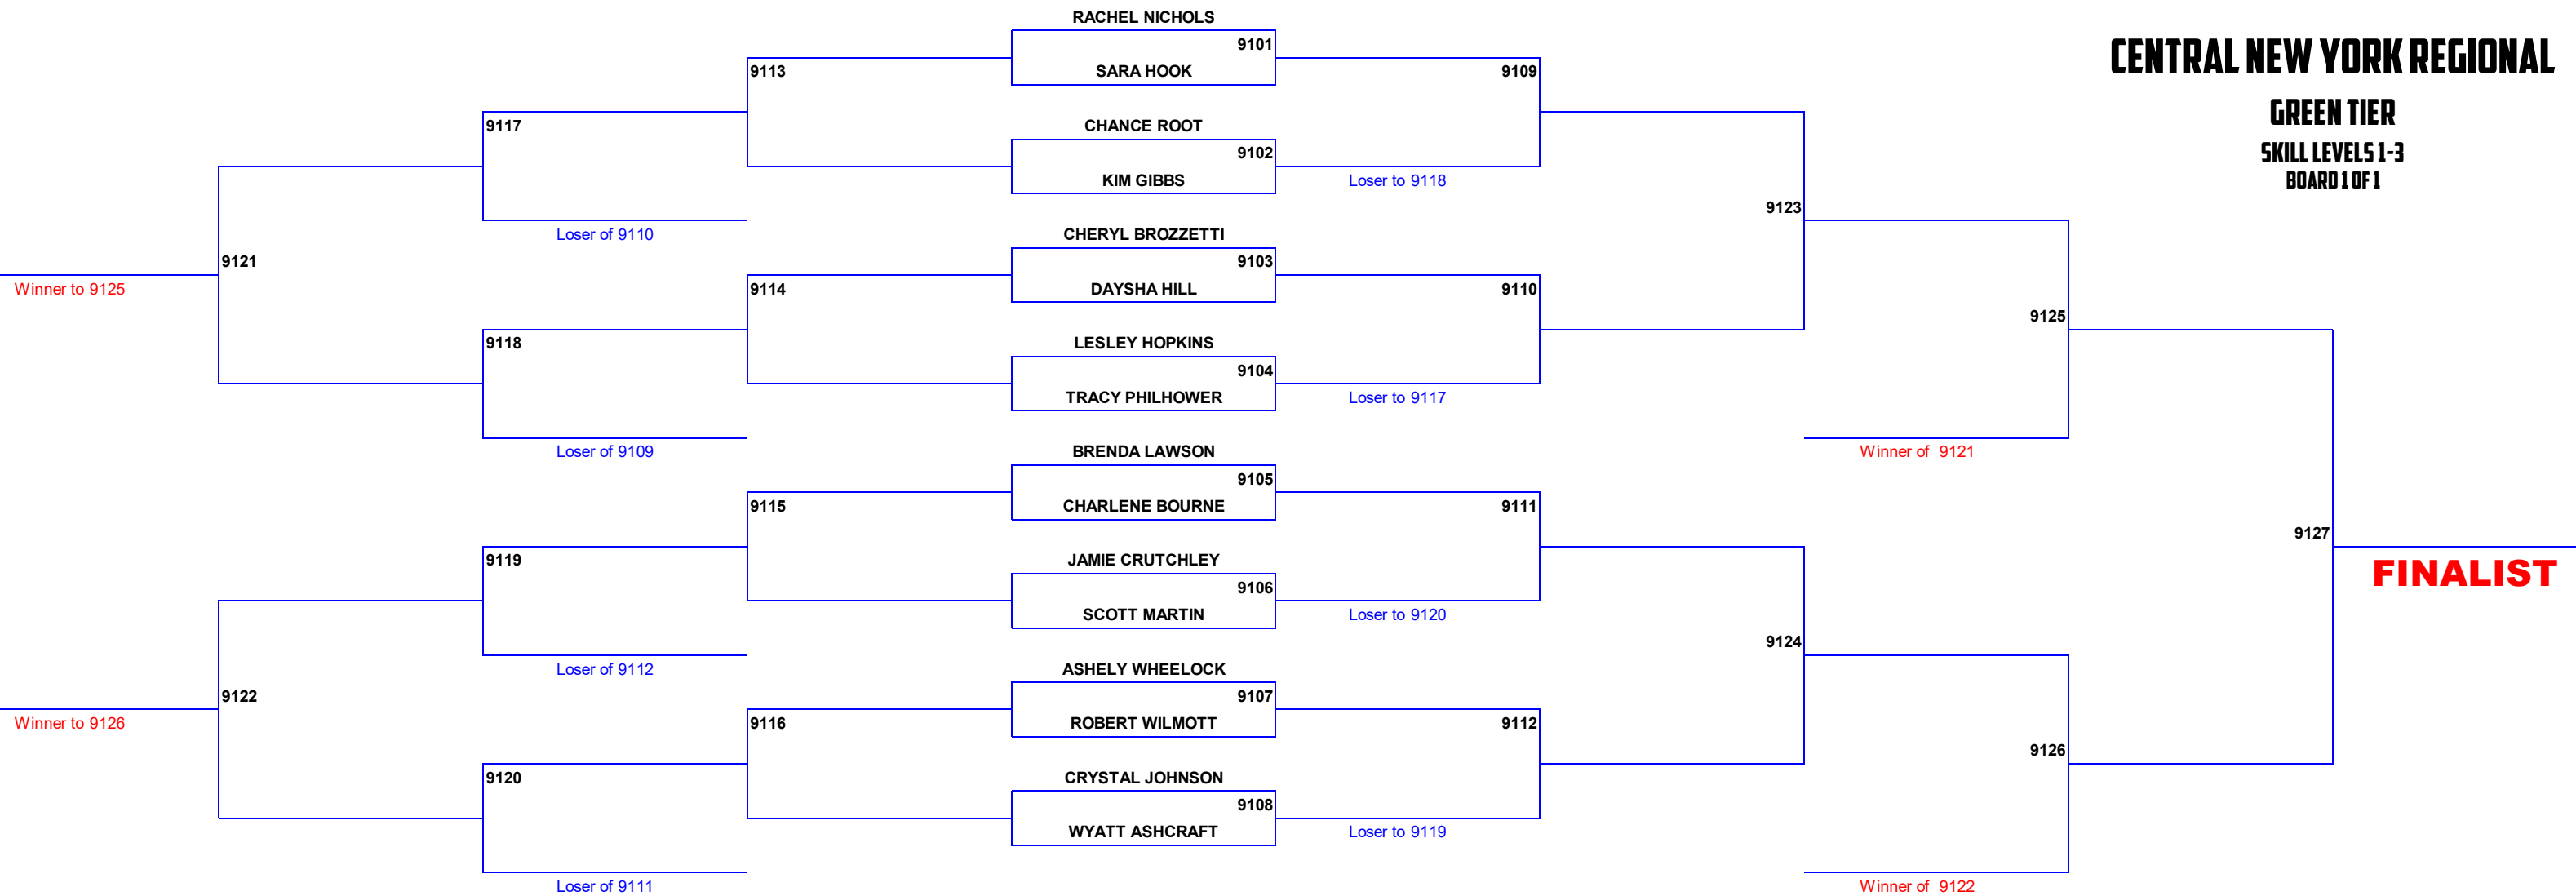 RACHEL NICHOLS
CENTRAL NEW YORK REGIONAL
9101
9113
SARA HOOK
9109
GREEN TIER
9117
CHANCE ROOT
9102
SKILL LEVELS 1-3
KIM GIBBS
Loser to 9118
BOARD 1 OF 1
9123
Loser of 9110
CHERYL BROZZETTI
9121
9103
Winner to 9125
9114
DAYSHA HILL
9110
9125
9118
LESLEY HOPKINS
9104
TRACY PHILHOWER
Loser to 9117
Loser of 9109
BRENDA LAWSON
Winner of  9121
9105
9115
CHARLENE BOURNE
9111
9127
9119
JAMIE CRUTCHLEY
FINALIST
9106
SCOTT MARTIN
Loser to 9120
9124
Loser of 9112
ASHELY WHEELOCK
9122
9107
Winner to 9126
9116
ROBERT WILMOTT
9112
9126
9120
CRYSTAL JOHNSON
9108
WYATT ASHCRAFT
Loser to 9119
Loser of 9111
Winner of  9122